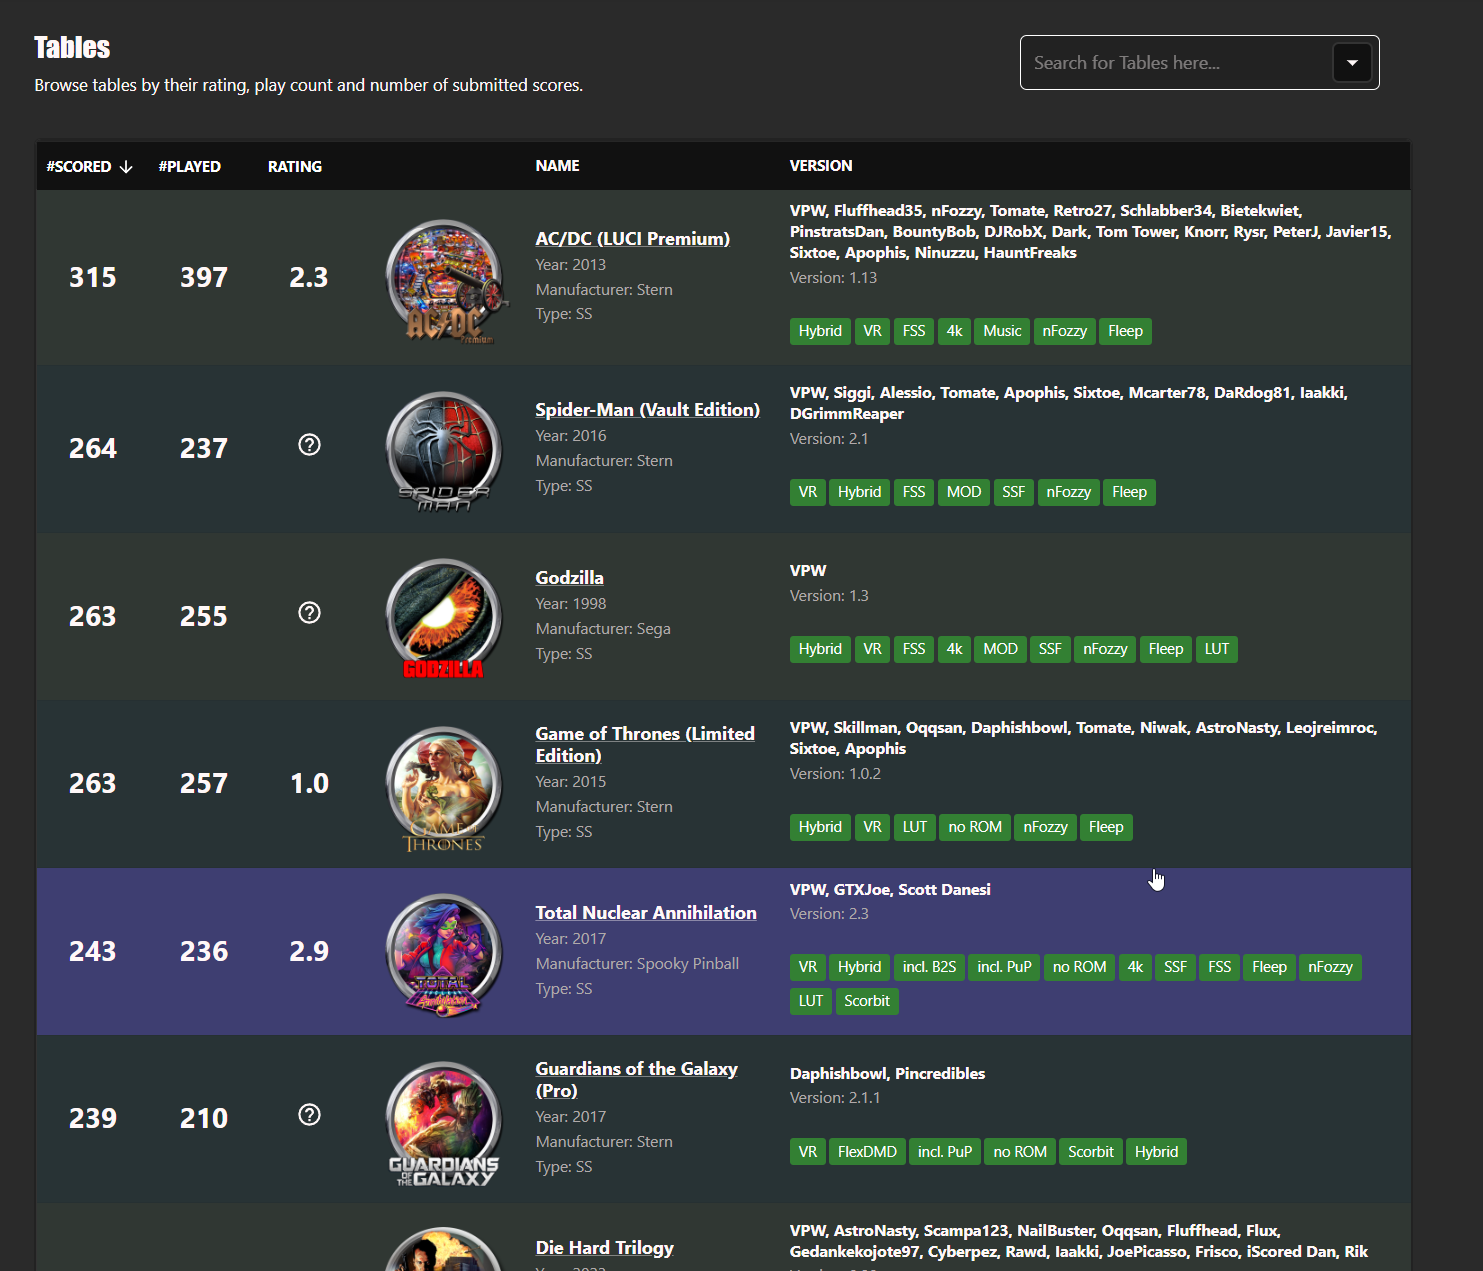 Tables
Browse tables by their rating, play count and number of submitted scores.
Search for Tables here...
#SCORED
#PLAYED
RATING
NAME
VERSION
315
397
2.3
AC/DC
Premium
AC/DC (LUCI Premium)
Year: 2013
Manufacturer: Stern
Type: SS
VPW, Fluffhead35, nFozzy, Tomate, Retro27, Schlabber34, Bietekwiet,
PinstratsDan, BountyBob, DJRobX, Dark, Tom Tower, Knorr, Rysr, PeterJ, Javier15,
Sixtoe, Apophis, Ninuzzu, HauntFreaks
Version: 1.13
Hybrid VR FSS 4k Music nFozzy Fleep
264
237
SPIDER
MAN
Spider-Man (Vault Edition)
Year: 2016
Manufacturer: Stern
Type: SS
VPW, Siggi, Alessio, Tomate, Apophis, Sixtoe, Mcarter78, DaRdog81, Iaakki,
DGrimmReaper
Version: 2.1
VR Hybrid FSS MOD SSF nFozzy Fleep
263
255
GODZILLA
Godzilla
Year: 1998
Manufacturer: Sega
Type: SS
VPW
Version: 1.3
Hybrid VR FSS 4k MOD SSF nFozzy Fleep LUT
263
257
1.0
GAME OF
THRONES
Game of Thrones (Limited
Edition)
Year: 2015
Manufacturer: Stern
Type: SS
VPW, Skillman, Oqqsan, Daphishbowl, Tomate, Niwak, AstroNasty, Leojreimroc,
Sixtoe, Apophis
Version: 1.0.2
Hybrid VR LUT no ROM nFozzy Fleep
243
236
2.9
TOTAL
Total Nuclear Annihilation
Year: 2017
Manufacturer: Spooky Pinball
Type: SS
VPW, GTXJoe, Scott Danesi
Version: 2.3
VR Hybrid incl. B2S incl. PuP no ROM 4k SSF FSS Fleep nFozzy
LUT Scorbit
239
210
GUARDIANS
OF THE GALAXY
Guardians of the Galaxy
(Pro)
Year: 2017
Manufacturer: Stern
Type: SS
Daphishbowl, Pincredibles
Version: 2.1.1
VR FlexDMD incl. PuP no ROM Scorbit Hybrid
Die Hard Trilogy
VPW, AstroNasty, Scampa123, NailBuster, Oqqsan, Fluffhead, Flux,
Gedankekojote97, Cyberpez, Rawd, Iaakki, JoePicasso, Frisco, iScored Dan, Rik